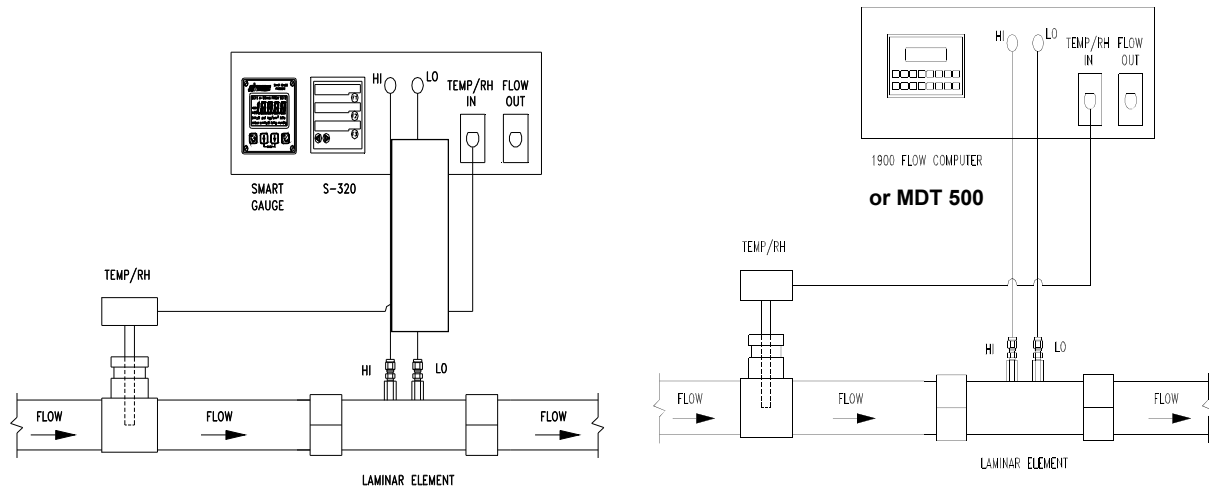 HI
LO
TEMP/RH
IN
FLOW
OUT
SMART
GAUGE
S-320
TEMP/RH
HI
LO
FLOW
FLOW
FLOW
LAMINAR ELEMENT
HI
LO
TEMP/RH
IN
FLOW
OUT
1900 FLOW COMPUTER
or MDT 500
TEMP/RH
HI
LO
FLOW
FLOW
FLOW
LAMINAR ELEMENT